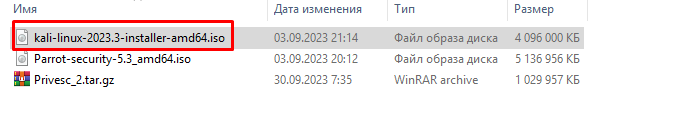 Имя Дата изменения Тип Размер
kali-linux-2023.3-installer-amd64.iso 03.09.2023 21:14 Файл образа диска 4 096 000 КБ
Parrot-security-5.3_amd64.iso 03.09.2023 20:12 Файл образа диска 5 136 956 КБ
Privesc_2.tar.gz 30.09.2023 7:35 WinRAR archive 1 029 957 КБ